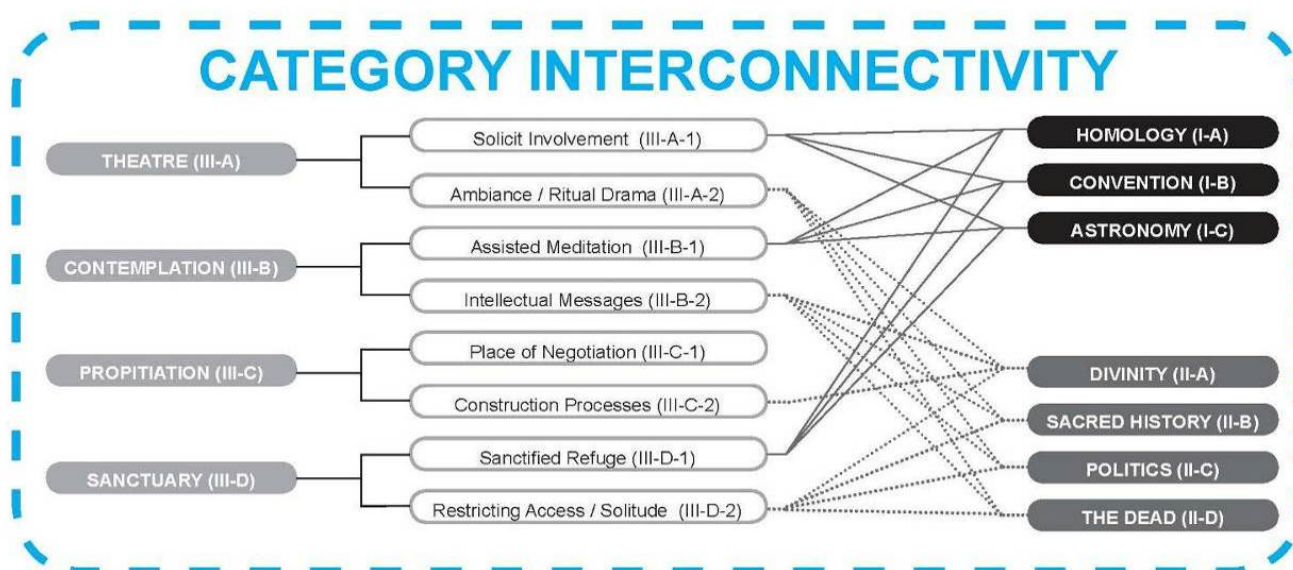 CATEGORY INTERCONNECTIVITY
THEATRE (III-A)
Solicit Involvement (III-A-1)
Ambiance / Ritual Drama (III-A-2)
CONTEMPLATION (III-B)
Assisted Meditation (III-B-1)
Intellectual Messages (III-B-2)
PROPITIATION (III-C)
Place of Negotiation (III-C-1)
Construction Processes (III-C-2)
SANCTUARY (III-D)
Sanctified Refuge (III-D-1)
Restricting Access / Solitude (III-D-2)
HOMOLOGY (I-A)
CONVENTION (I-B)
ASTRONOMY (I-C)
DIVINITY (II-A)
SACRED HISTORY (II-B)
POLITICS (II-C)
THE DEAD (II-D)